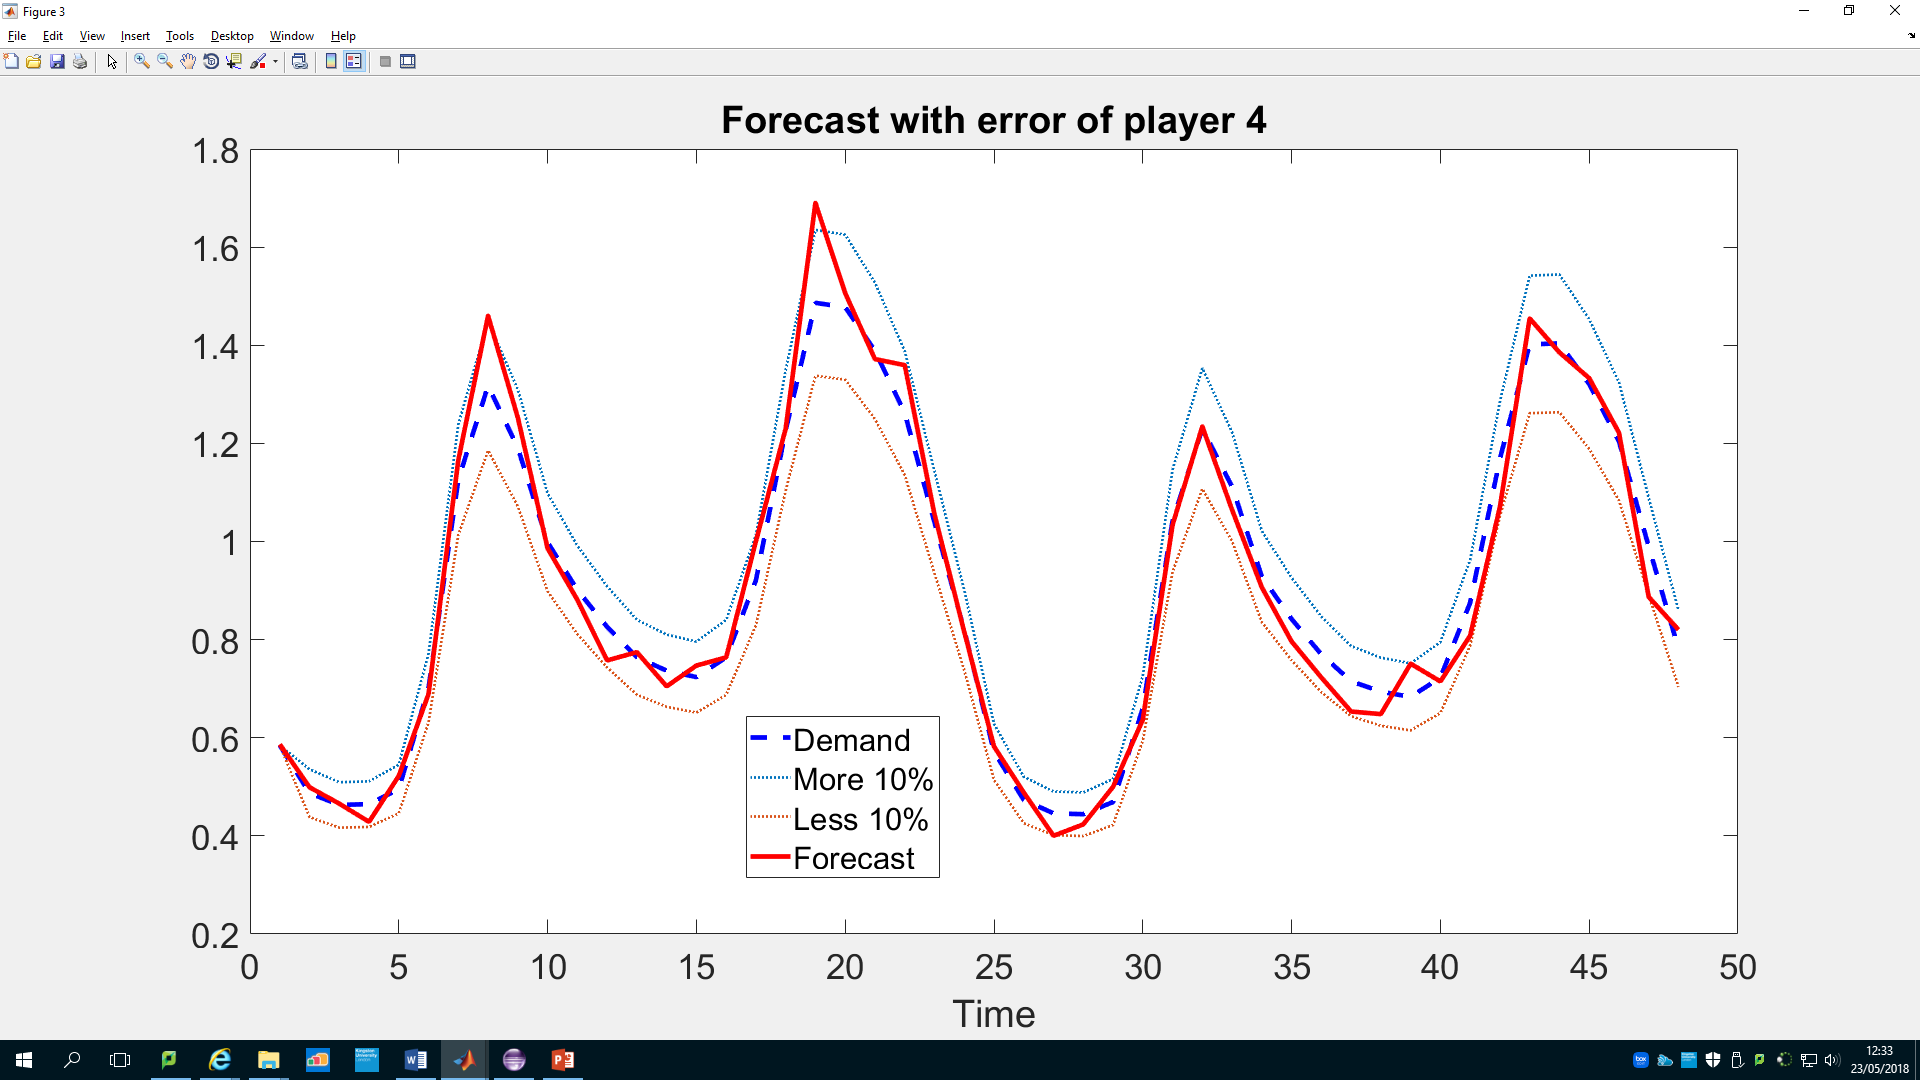 Figure 3
File Edit View Insert Tools Desktop Window Help
Forecast with error of player 4
1.8
1.6
1.4
1.2
1
0.8
0.6
0.4
0.2
Demand
More 10%
Less 10%
Forecast
0 5 10 15 20 25 30 35 40 45 50
Time
12:33
23/05/2018